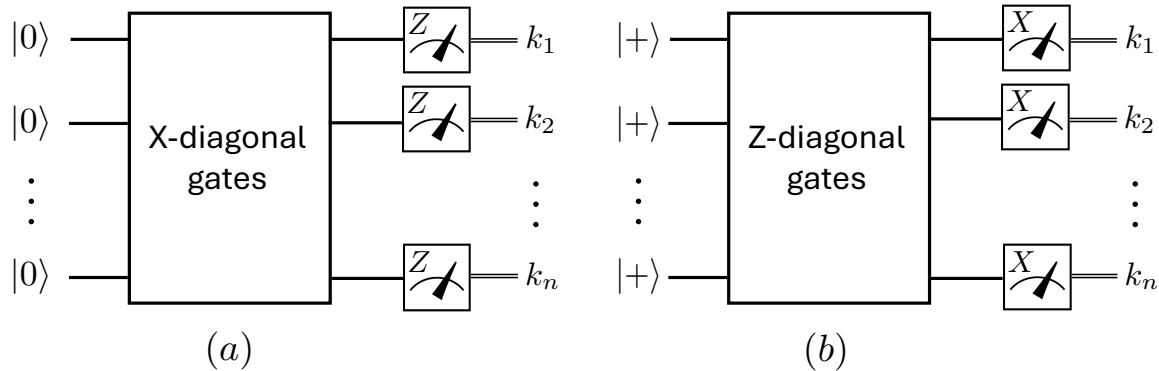 |0⟩ Z k₁ |+⟩ X k₁
|0⟩ Z k₂ |+⟩ X k₂
X-diagonal Z-diagonal
gates gates
|0⟩ Z kₙ |+⟩ X kₙ
(a) (b)